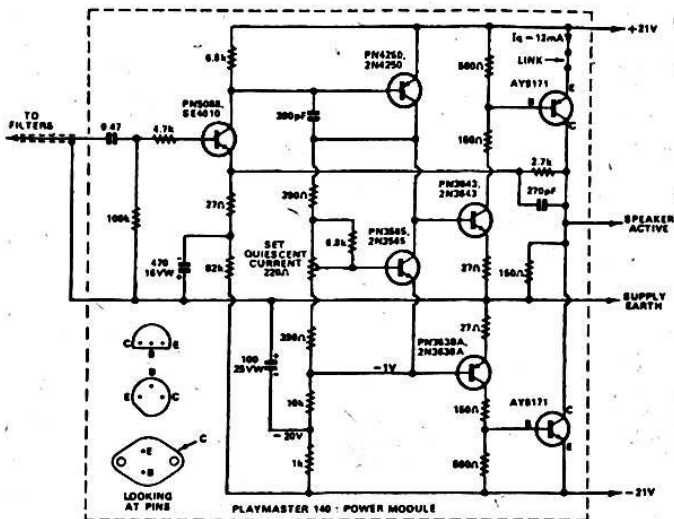 Iq = 12mA
+21V
LINK
PN4250,
2N4250
6.8k
560Ω
AY9171
E
B
C
PN5088,
SE4010
TO
FILTERS
0.47
4.7k
390pF
150Ω
2.7k
270pF
PN3643,
2N3643
100k
27Ω
390Ω
6.8k
SPEAKER
ACTIVE
SET
QUIESCENT
CURRENT
220Ω
PN3565,
2N3565
470
16VW
82k
27Ω
150Ω
SUPPLY
EARTH
27Ω
390Ω
PN3638A,
2N3638A
C
B
E
100
25VW
-1V
B
E
C
10k
150Ω
AY8171
C
B
E
-20V
C
E
B
1k
560Ω
LOOKING
AT PINS
-21V
PLAYMASTER 140 : POWER MODULE